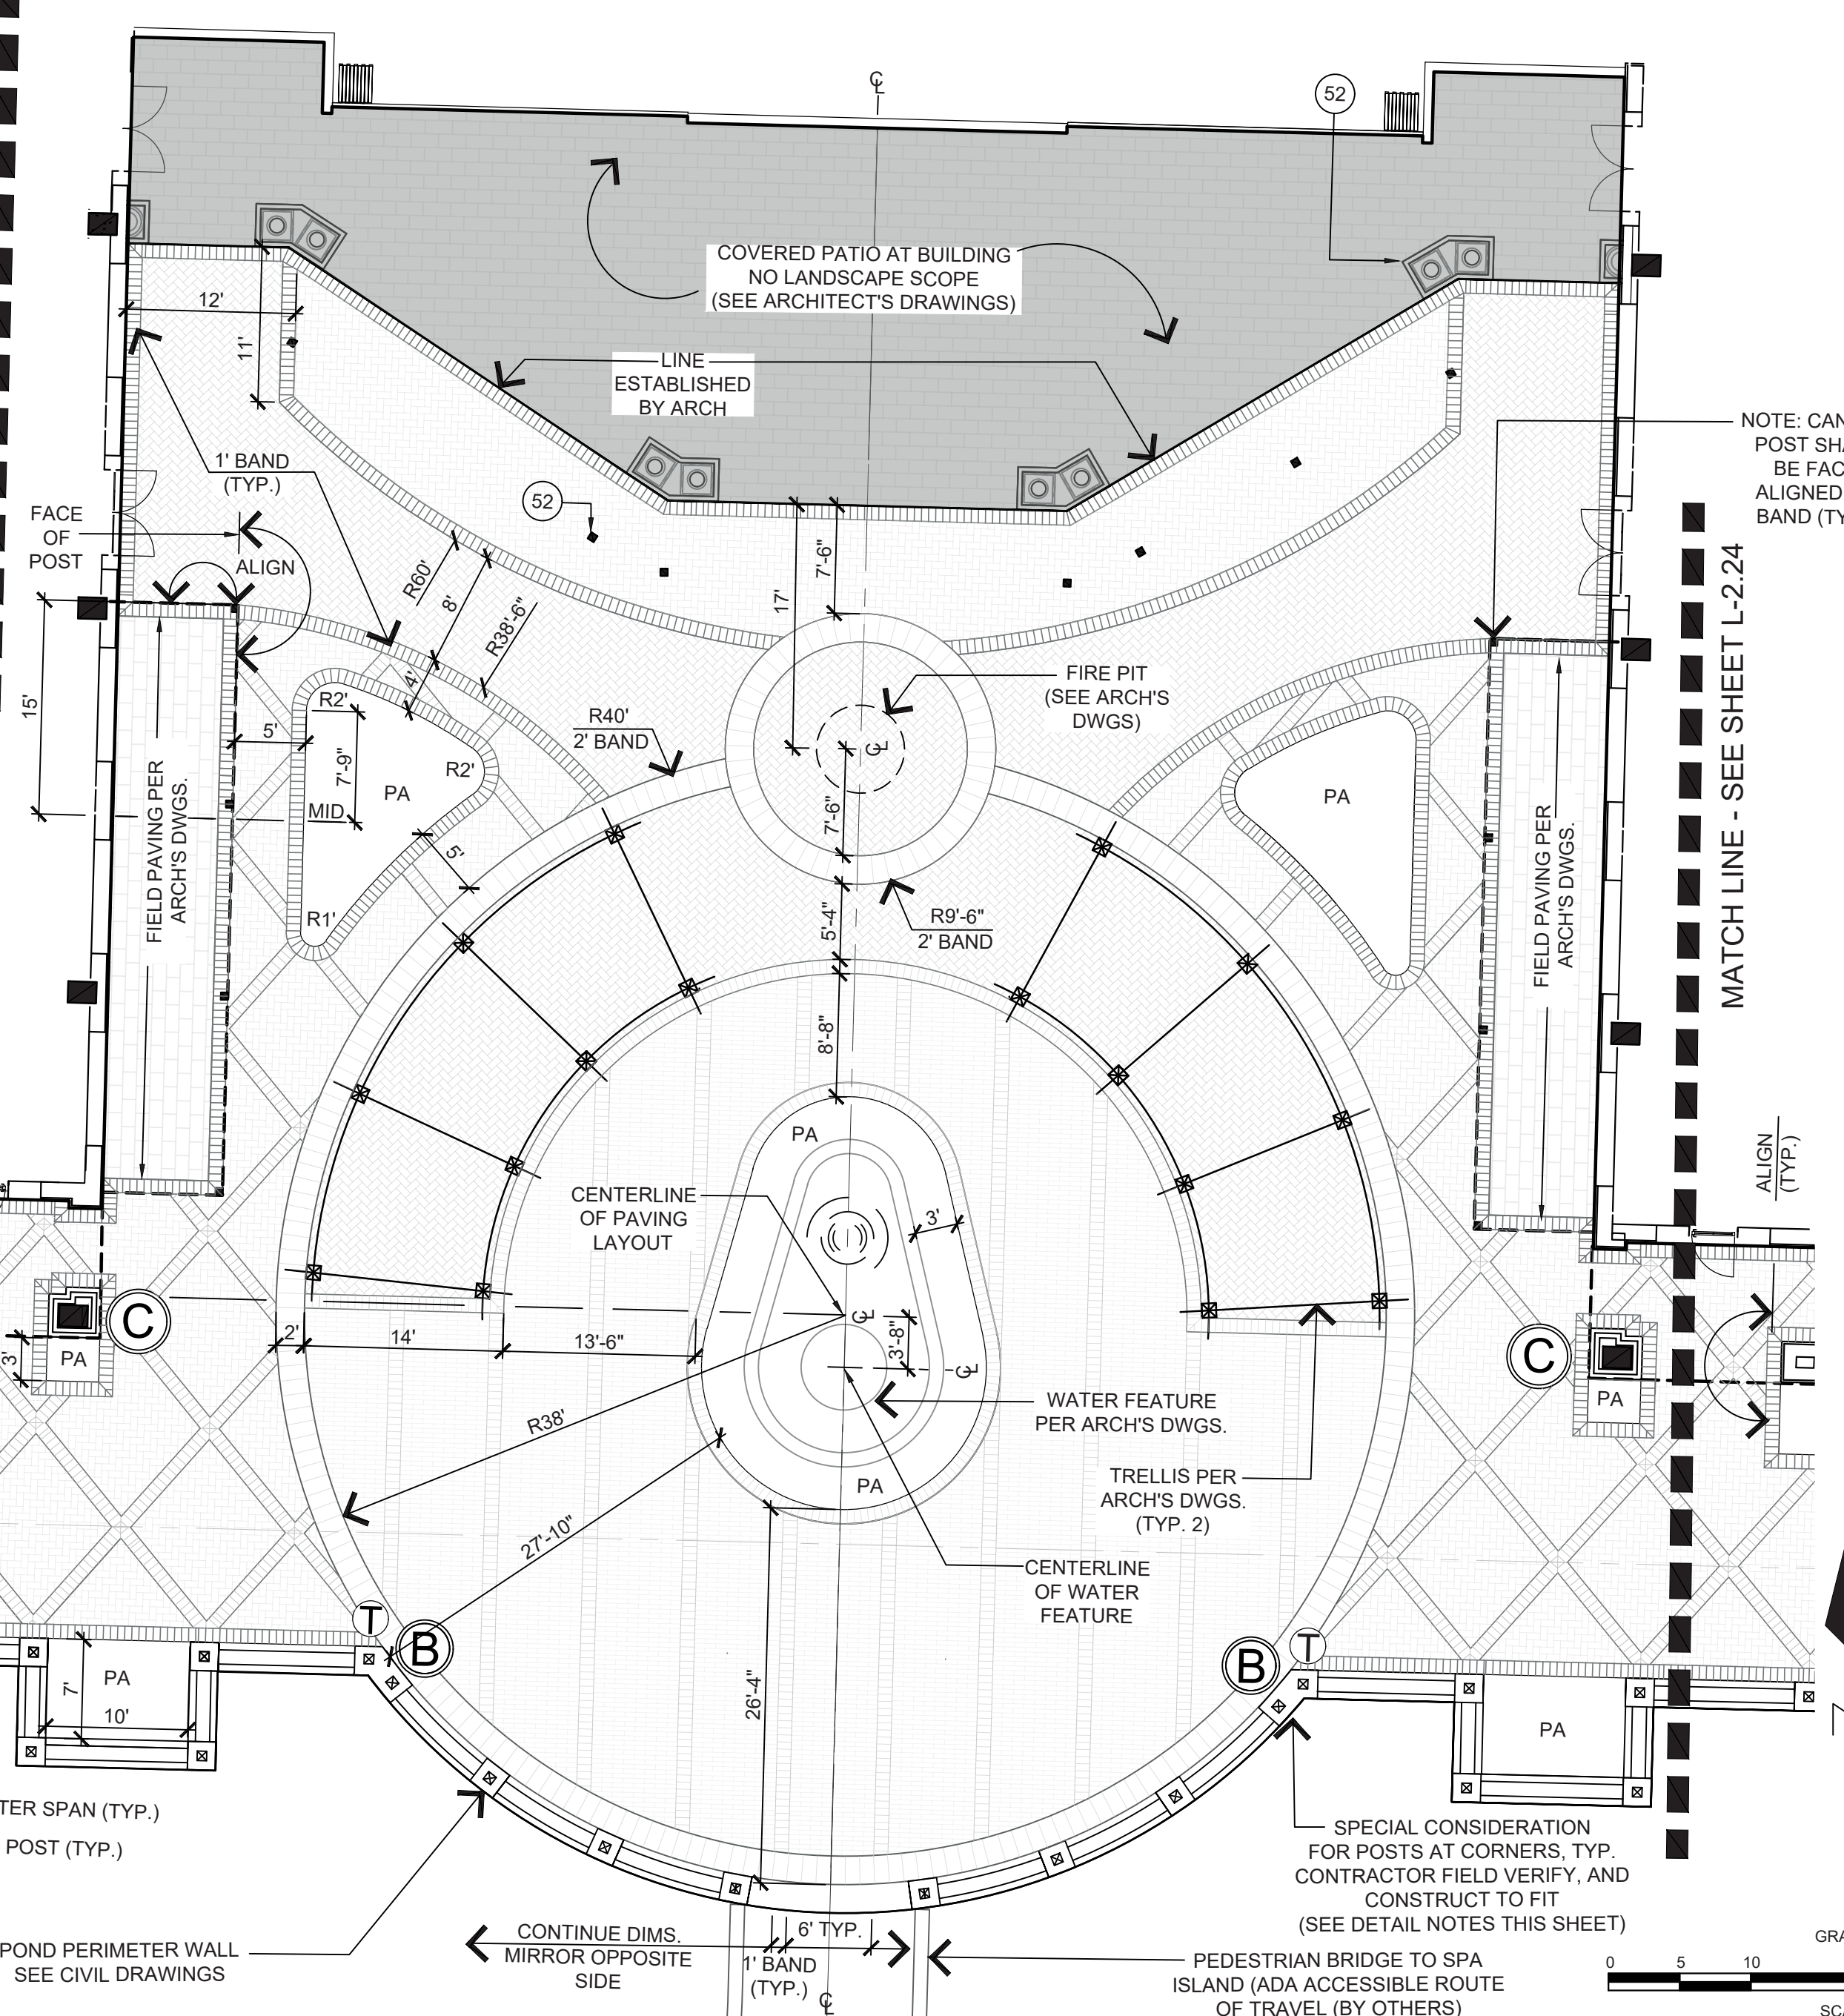 ℄
52
COVERED PATIO AT BUILDING
NO LANDSCAPE SCOPE
(SEE ARCHITECT'S DRAWINGS)
12'
11'
LINE
ESTABLISHED
BY ARCH
1' BAND
(TYP.)
52
FACE
OF
POST
ALIGN
NOTE: CAN
POST SHA
BE FAC
ALIGNED
BAND (TY
MATCH LINE - SEE SHEET L-2.24
R60'
8'
R38'-6"
4'
17'
7'-6"
15'
FIRE PIT
(SEE ARCH'S
DWGS)
℄
R2'
5'
7'-9"
R2'
PA
MID
5'
R1'
R40'
2' BAND
FIELD PAVING PER
ARCH'S DWGS.
7'-6"
5'-4"
R9'-6"
2' BAND
PA
FIELD PAVING PER
ARCH'S DWGS.
8'-8"
PA
ALIGN
(TYP.)
CENTERLINE
OF PAVING
LAYOUT
3'
C
PA
3'
2'
14'
13'-6"
℄
3'-8"
℄
C
PA
R38'
WATER FEATURE
PER ARCH'S DWGS.
PA
TRELLIS PER
ARCH'S DWGS.
(TYP. 2)
27'-10"
CENTERLINE
OF WATER
FEATURE
T
B
B
T
PA
7'
10'
26'-4"
PA
TER SPAN (TYP.)
POST (TYP.)
SPECIAL CONSIDERATION
FOR POSTS AT CORNERS, TYP.
CONTRACTOR FIELD VERIFY, AND
CONSTRUCT TO FIT
(SEE DETAIL NOTES THIS SHEET)
POND PERIMETER WALL
SEE CIVIL DRAWINGS
CONTINUE DIMS.
MIRROR OPPOSITE
SIDE
6' TYP.
1' BAND
(TYP.)
℄
PEDESTRIAN BRIDGE TO SPA
ISLAND (ADA ACCESSIBLE ROUTE
OF TRAVEL (BY OTHERS)
GRA
0 5 10
SCA